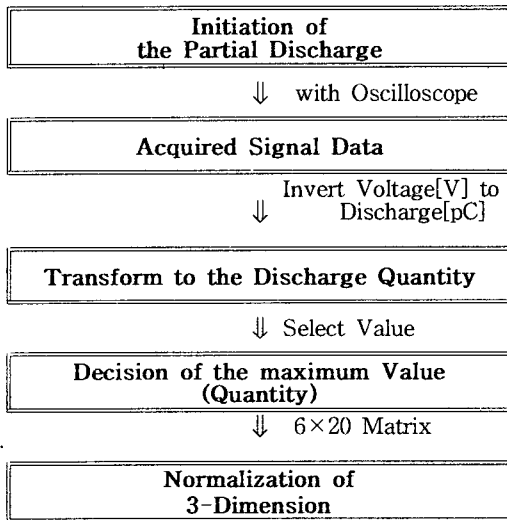 Initiation of
the Partial Discharge
⇓ with Oscilloscope
Acquired Signal Data
Invert Voltage[V] to
⇓ Discharge[pC]
Transform to the Discharge Quantity
⇓ Select Value
Decision of the maximum Value
(Quantity)
⇓ 6×20 Matrix
Normalization of
3-Dimension